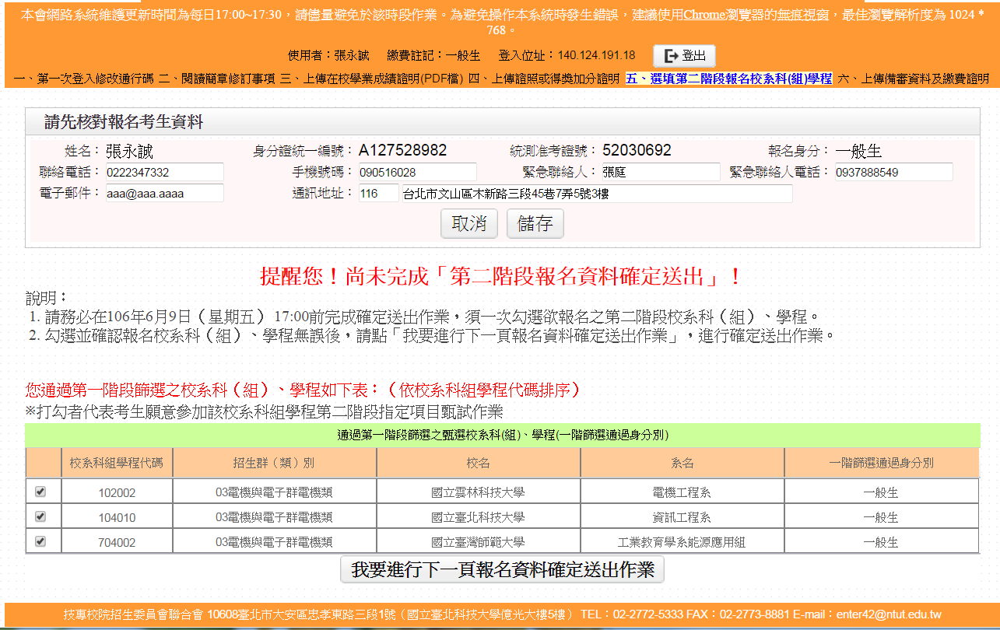 本會網路系統維護更新時間為每日17:00~17:30，請儘量避免於該時段作業。為避免操作本系統時發生錯誤，建議使用Chrome瀏覽器的無痕視窗，最佳瀏覽解析度為 1024 *
768。
使用者：張永誠 繳費註記：一般生 登入位址：140.124.191.18 登出
一、第一次登入修改通行碼 二、閱讀簡章修訂事項 三、上傳在校學業成績證明(PDF檔) 四、上傳證照或得獎加分證明 五、選填第二階段報名校系科(組)學程 六、上傳備審資料及繳費證明
請先核對報名考生資料
姓名：張永誠 身分證統一編號：A127528982 統測准考證號：52030692 報名身分：一般生
聯絡電話：0222347332 手機號碼：090516028 緊急聯絡人：張庭 緊急聯絡人電話：0937888549
電子郵件：aaa@aaa.aaaa 通訊地址：116 台北市文山區木新路三段45巷7弄5號3樓
取消 儲存
提醒您！尚未完成「第二階段報名資料確定送出」！
說明：
1. 請務必在106年6月9日（星期五） 17:00前完成確定送出作業，須一次勾選欲報名之第二階段校系科（組）、學程。
2. 勾選並確認報名校系科（組）、學程無誤後，請點「我要進行下一頁報名資料確定送出作業」，進行確定送出作業。
您通過第一階段篩選之校系科（組）、學程如下表：（依校系科組學程代碼排序）
※打勾者代表考生願意參加該校系科組學程第二階段指定項目甄試作業
通過第一階段篩選之甄選校系科(組)、學程(一階篩選通過身分別)
校系科組學程代碼 招生群（類）別 校名 系名 一階篩選通過身分別
102002 03電機與電子群電機類 國立雲林科技大學 電機工程系 一般生
104010 03電機與電子群電機類 國立臺北科技大學 資訊工程系 一般生
704002 03電機與電子群電機類 國立臺灣師範大學 工業教育學系能源應用組 一般生
我要進行下一頁報名資料確定送出作業
技專校院招生委員會聯合會 10608臺北市大安區忠孝東路三段1號（國立臺北科技大學億光大樓5樓） TEL：02-2772-5333 FAX：02-2773-8881 E-mail：enter42@ntut.edu.tw